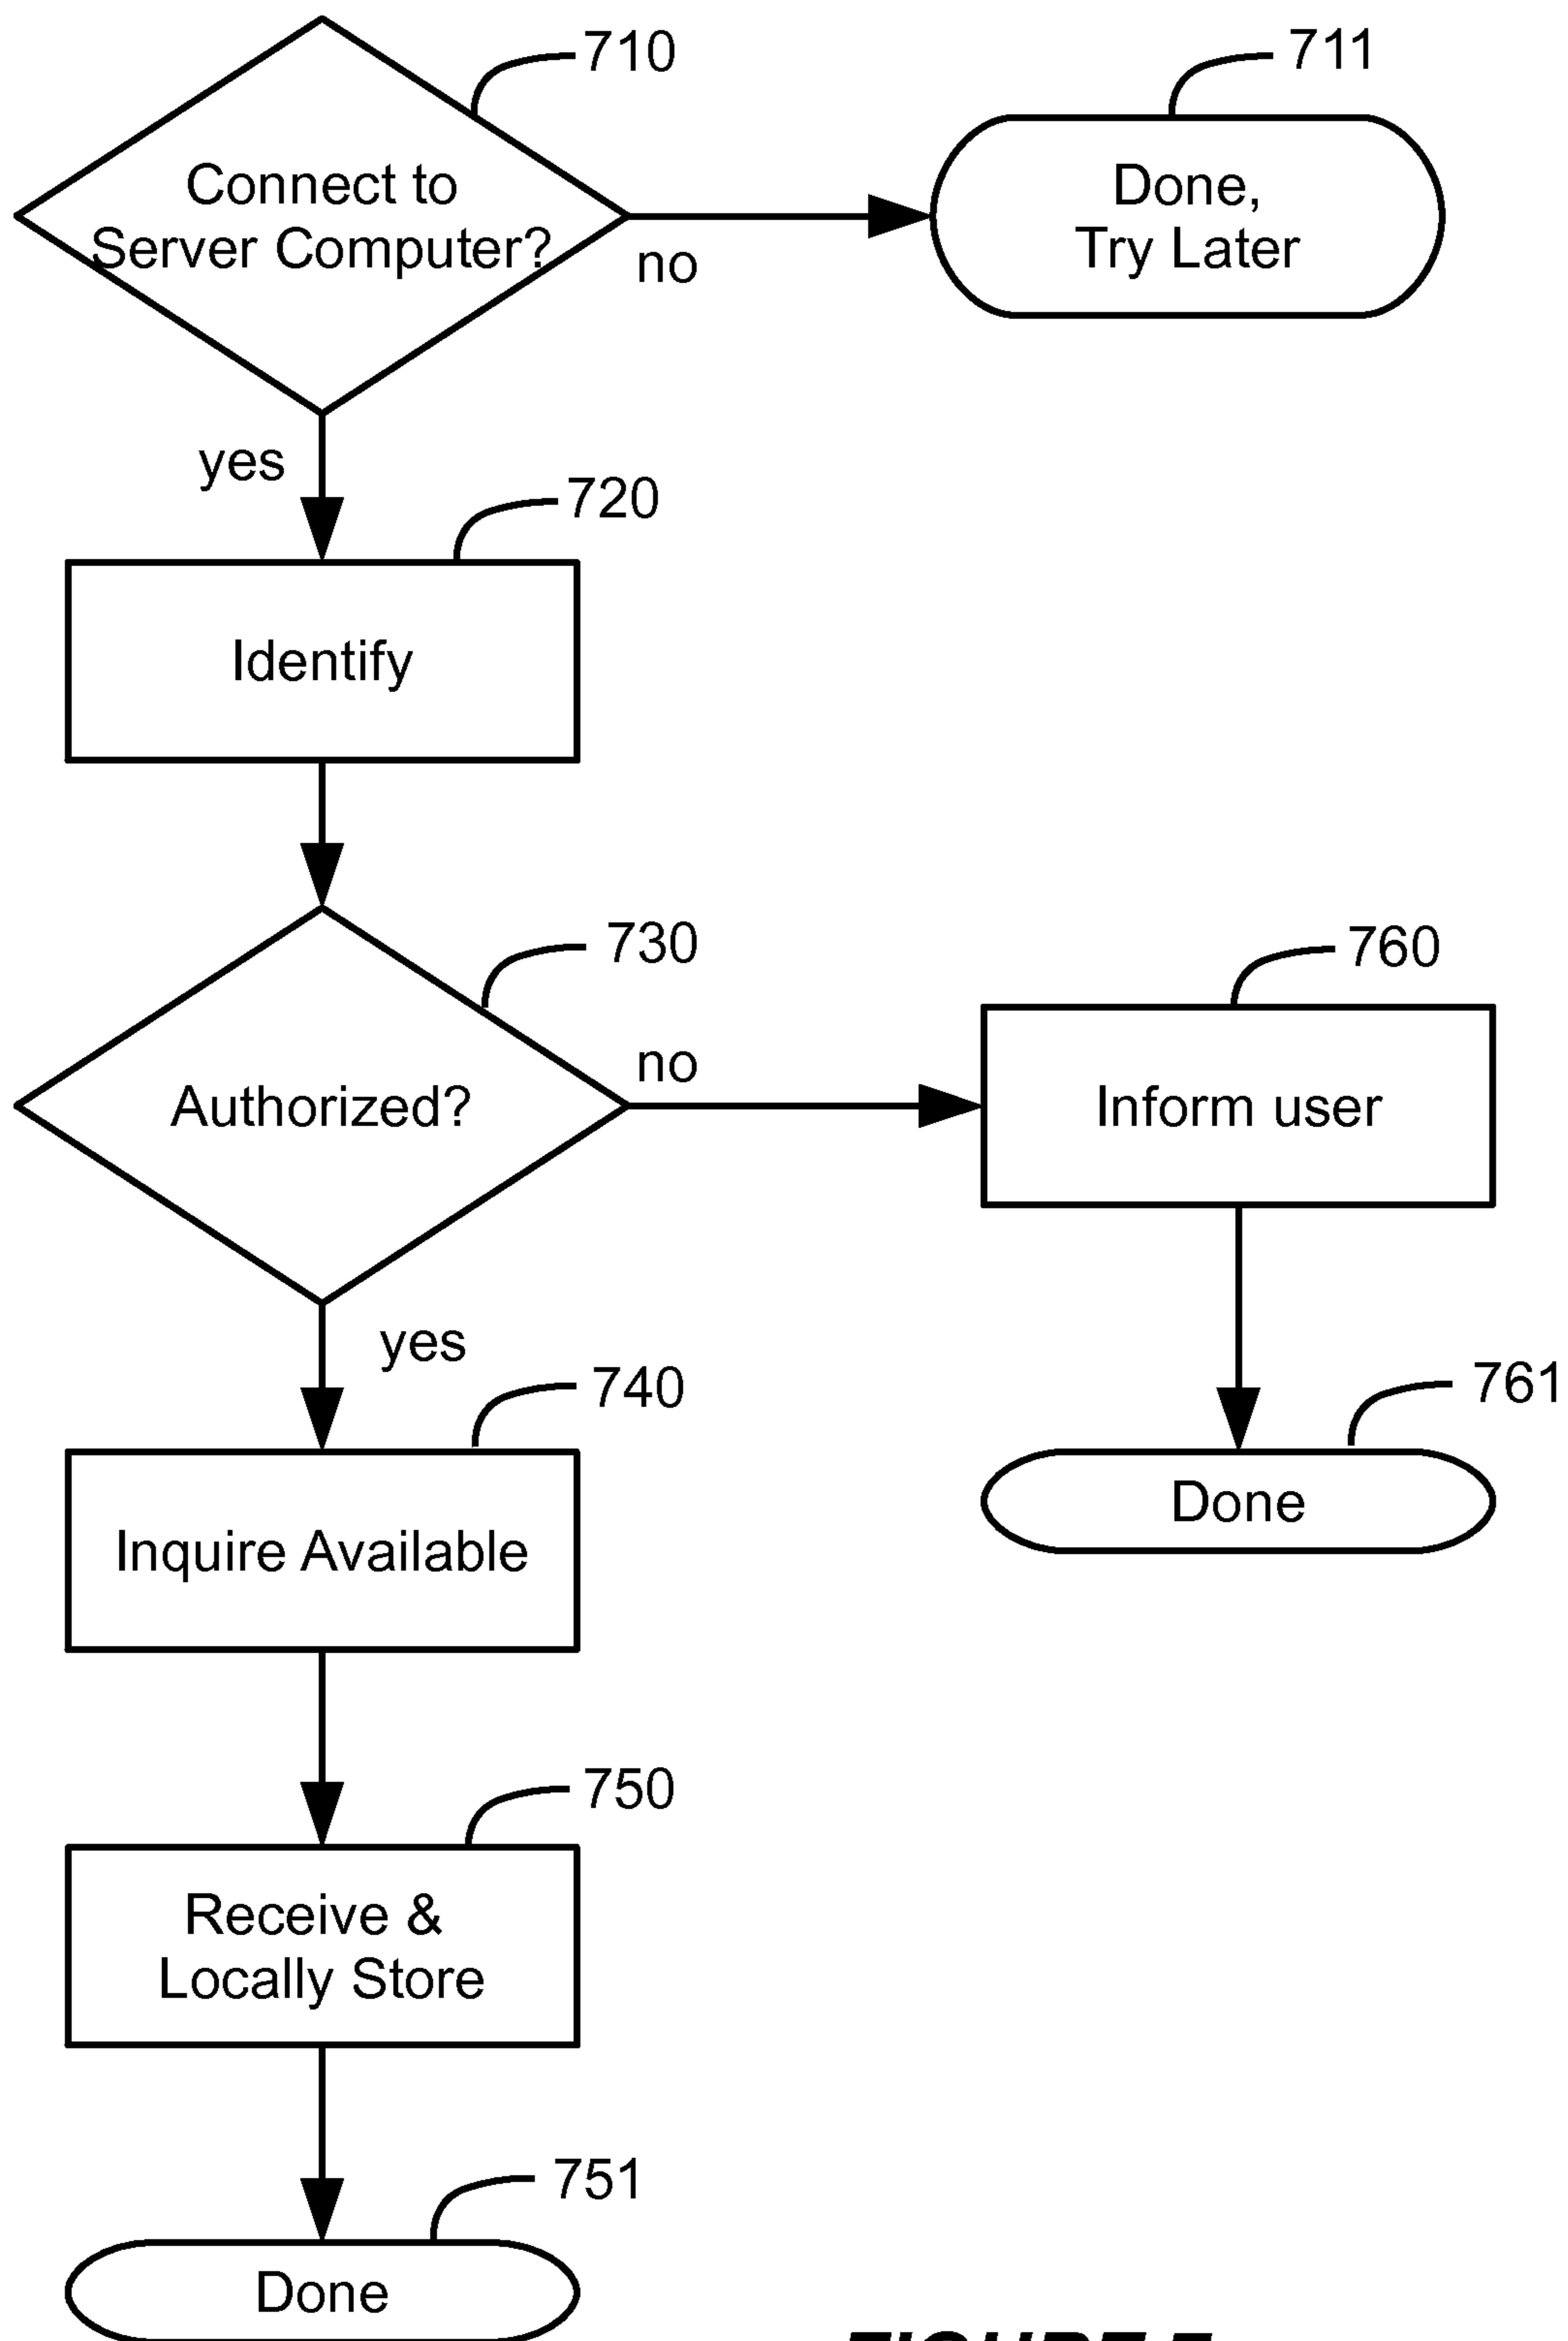 710
Connect to
Server Computer?
no
711
Done,
Try Later
yes
720
Identify
730
Authorized?
no
760
Inform user
yes
740
Inquire Available
761
Done
750
Receive &
Locally Store
751
Done